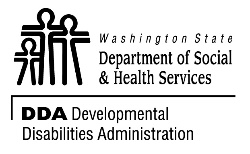 Washington State
Department of Social
& Health Services
DDA Developmental
Disabilities Administration